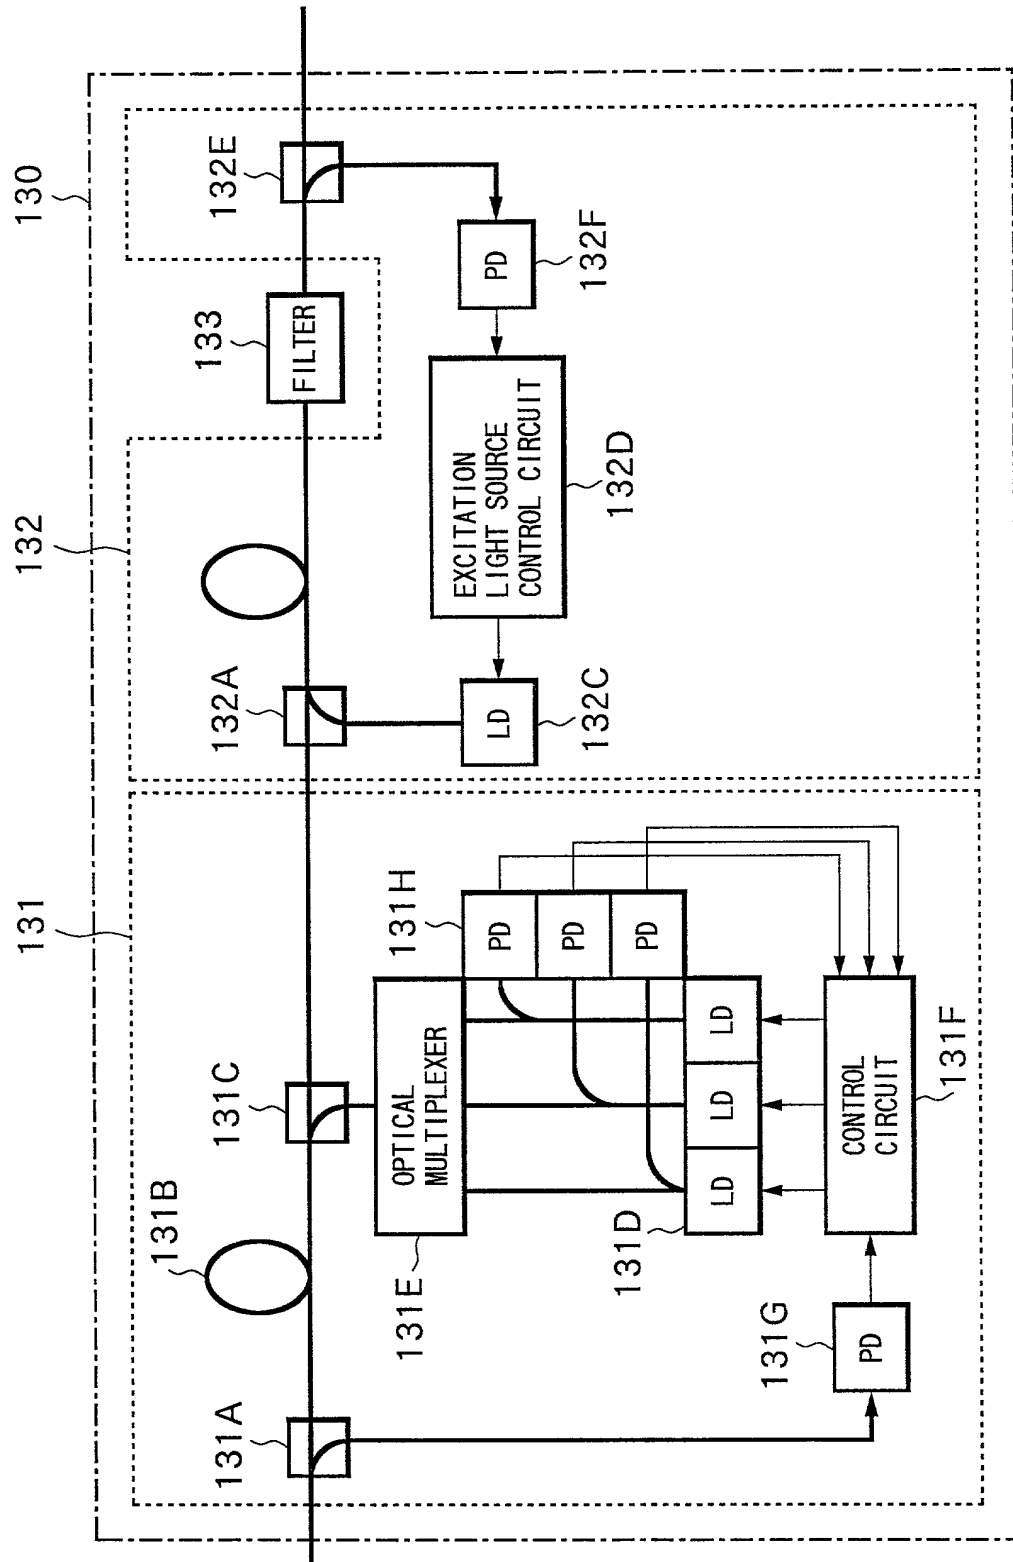 130
131
132
131A
131B
131C
132A
133
132E
FILTER
OPTICAL
MULTIPLEXER
131E
131H
PD
PD
PD
LD
LD
LD
131D
131G
PD
CONTROL
CIRCUIT
131F
LD
132C
EXCITATION
LIGHT SOURCE
CONTROL CIRCUIT
132D
PD
132F